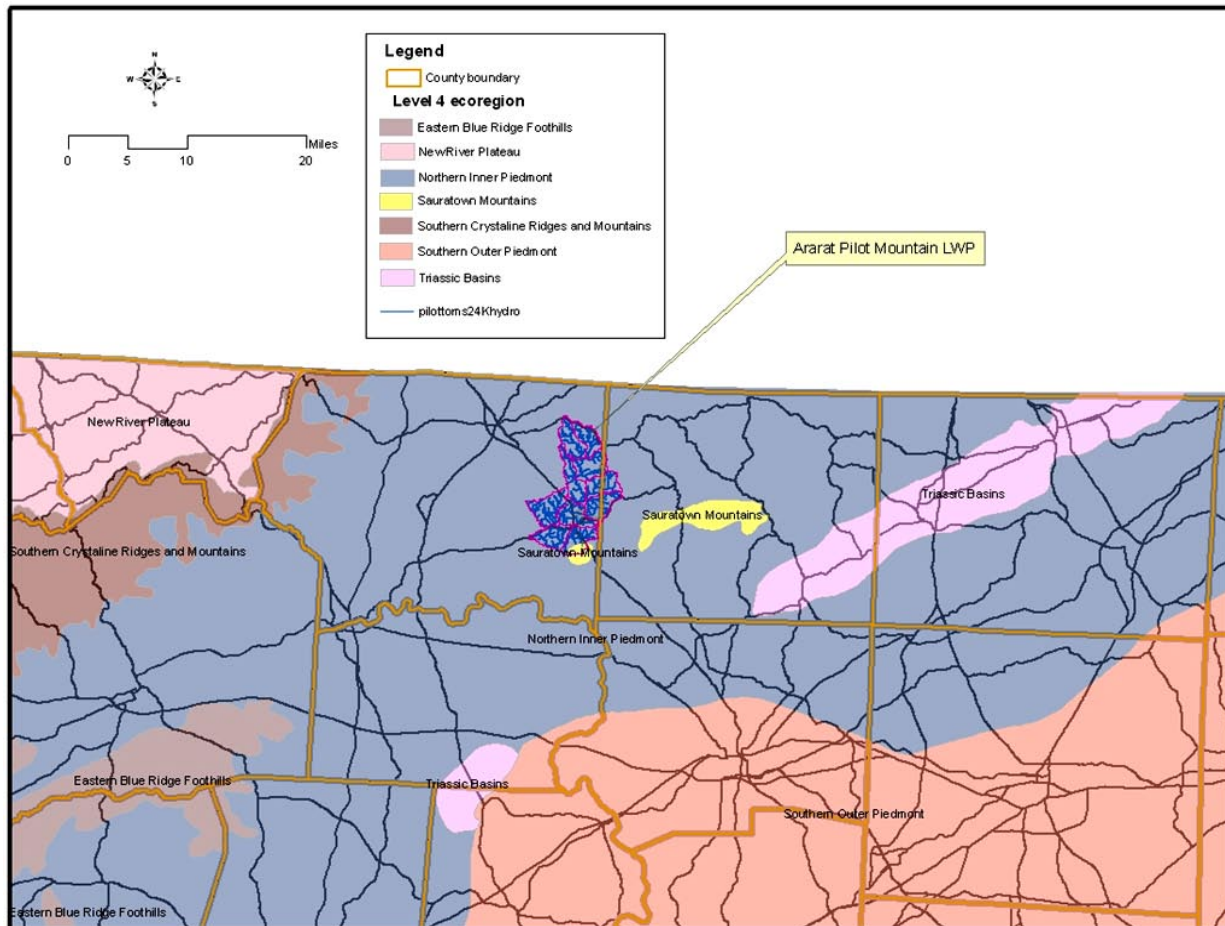 N
W
E
S
Miles
0
5
10
20
Legend
County boundary
Level 4 ecoregion
Eastern Blue Ridge Foothills
NewRiver Plateau
Northern Inner Piedmont
Sauratown Mountains
Southern Crystaline Ridges and Mountains
Southern Outer Piedmont
Triassic Basins
pilottorns24Khydro
Ararat Pilot Mountain LWP
NewRiver Plateau
Triassic Basins
Sauratown Mountains
Southern Crystaline Ridges and Mountains
Sauratown Mountains
Northern Inner Piedmont
Eastern Blue Ridge Foothills
Triassic Basins
Southern Outer Piedmont
Eastern Blue Ridge Foothills